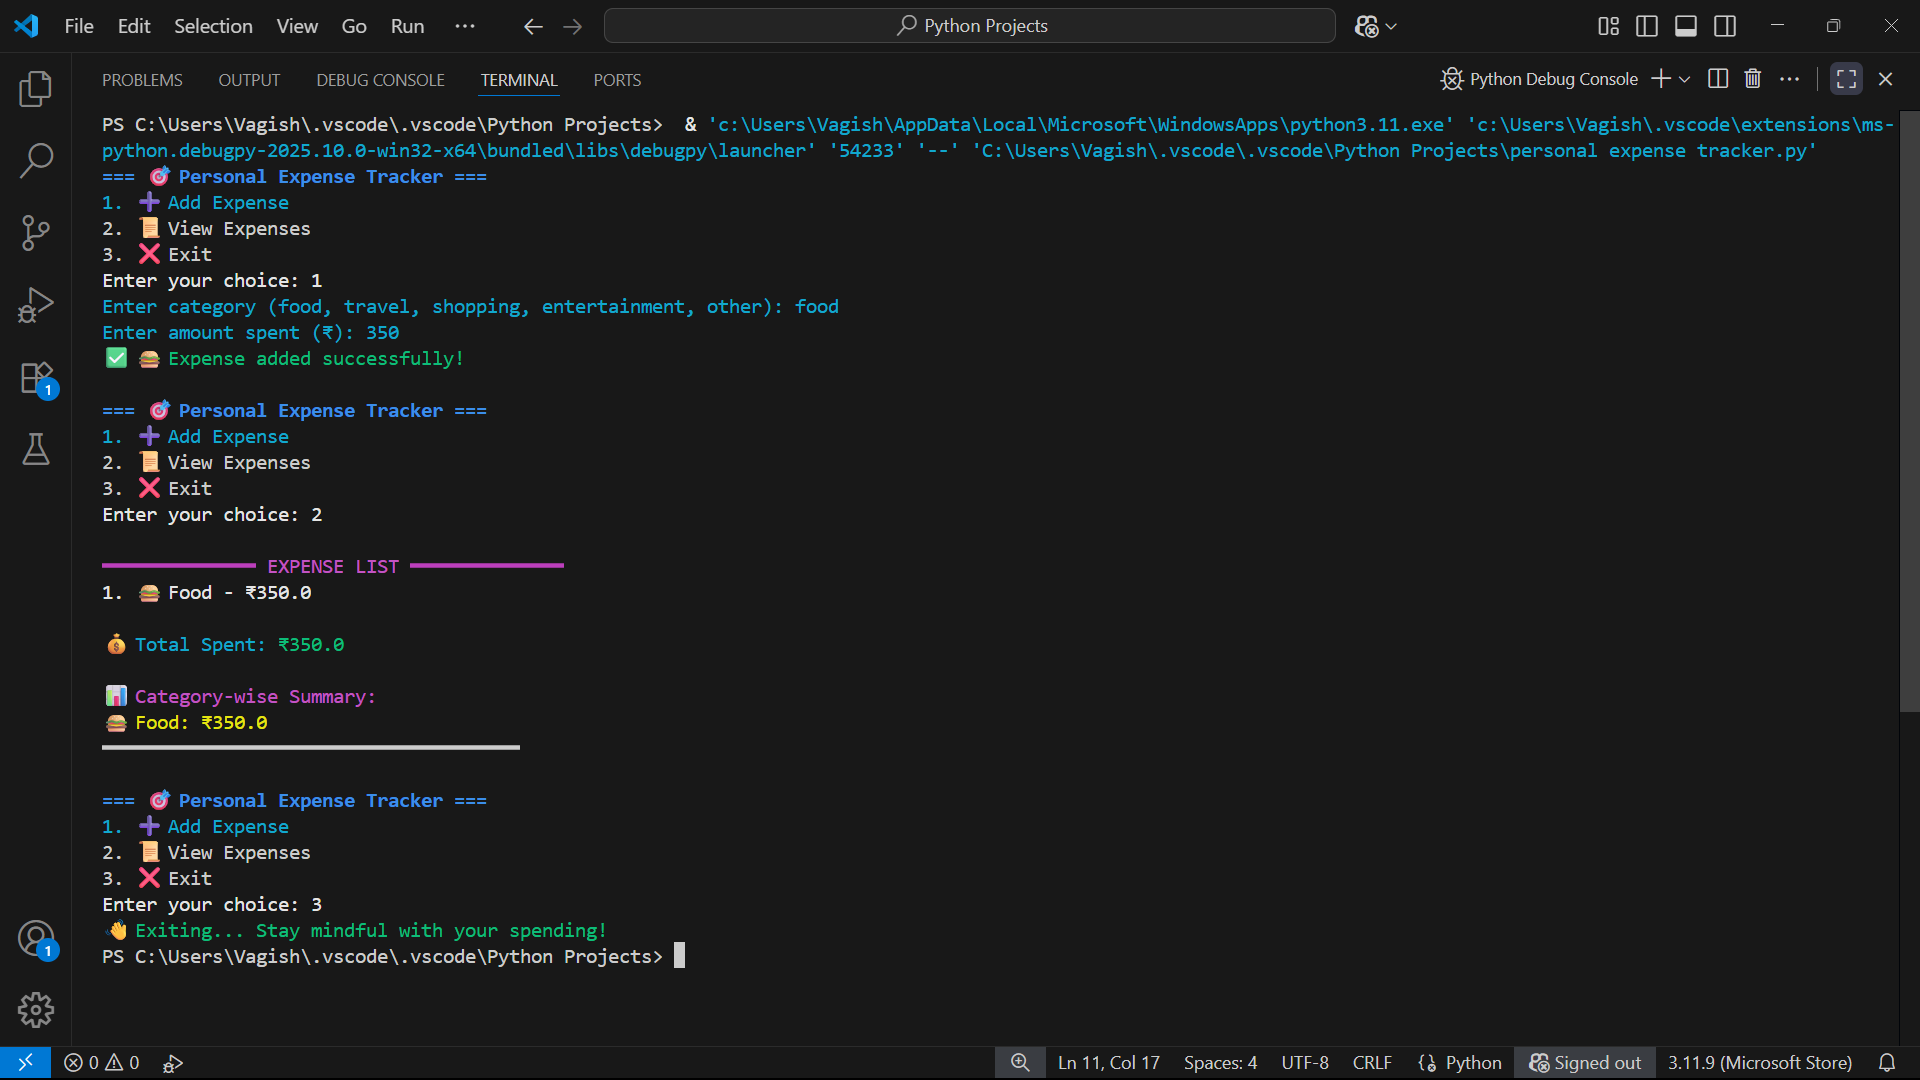 File Edit Selection View Go Run ··· Python Projects
PROBLEMS OUTPUT DEBUG CONSOLE TERMINAL PORTS Python Debug Console
PS C:\Users\Vagish\.vscode\.vscode\Python Projects>  & 'c:\Users\Vagish\AppData\Local\Microsoft\WindowsApps\python3.11.exe' 'c:\Users\Vagish\.vscode\extensions\ms-
python.debugpy-2025.10.0-win32-x64\bundled\libs\debugpy\launcher' '54233' '--' 'C:\Users\Vagish\.vscode\.vscode\Python Projects\personal expense tracker.py'
=== 🎯 Personal Expense Tracker ===
1. ➕ Add Expense
2. 📜 View Expenses
3. ❌ Exit
Enter your choice: 1
Enter category (food, travel, shopping, entertainment, other): food
Enter amount spent (₹): 350
✅ 🍔 Expense added successfully!
=== 🎯 Personal Expense Tracker ===
1. ➕ Add Expense
2. 📜 View Expenses
3. ❌ Exit
Enter your choice: 2
EXPENSE LIST
1. 🍔 Food - ₹350.0
💰 Total Spent: ₹350.0
📊 Category-wise Summary:
🍔 Food: ₹350.0
=== 🎯 Personal Expense Tracker ===
1. ➕ Add Expense
2. 📜 View Expenses
3. ❌ Exit
Enter your choice: 3
👋 Exiting... Stay mindful with your spending!
PS C:\Users\Vagish\.vscode\.vscode\Python Projects>
1
1
0 0 Ln 11, Col 17 Spaces: 4 UTF-8 CRLF Python Signed out 3.11.9 (Microsoft Store)